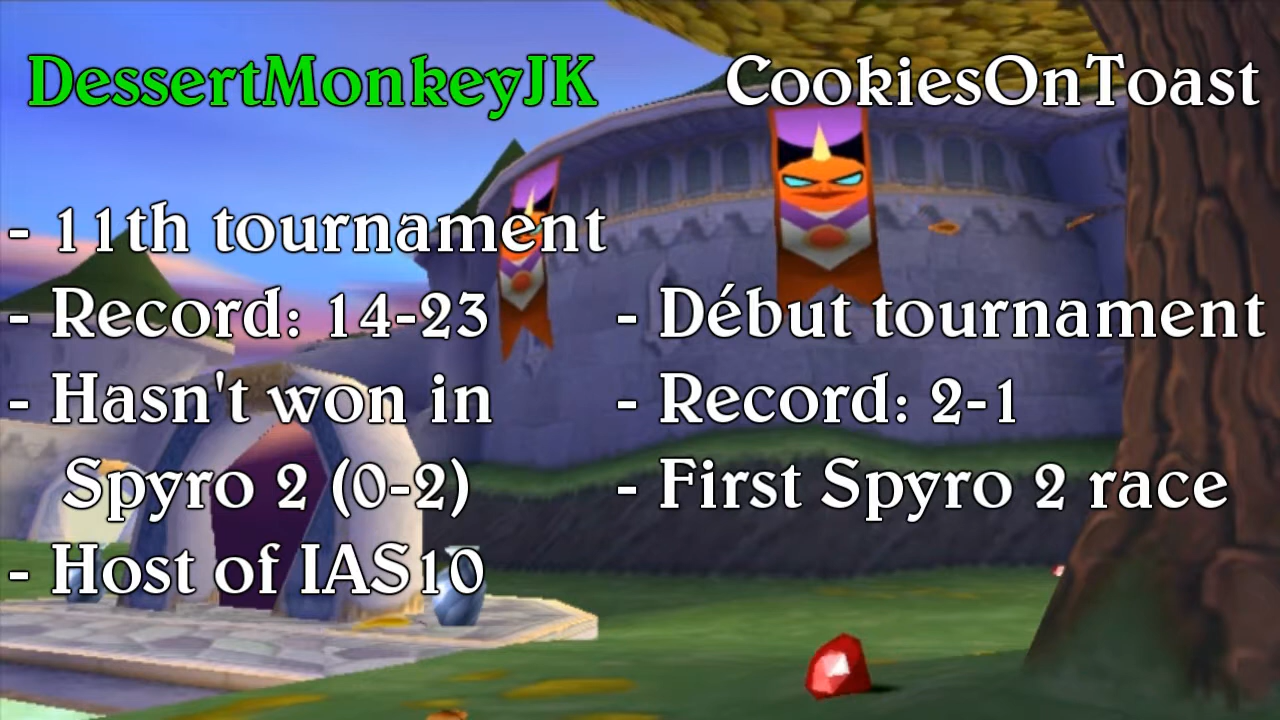 DessertMonkeyJK
- 11th tournament
- Record: 14-23
- Hasn't won in
Spyro 2 (0-2)
- Host of IAS10
CookiesOnToast
- Début tournament
- Record: 2-1
- First Spyro 2 race